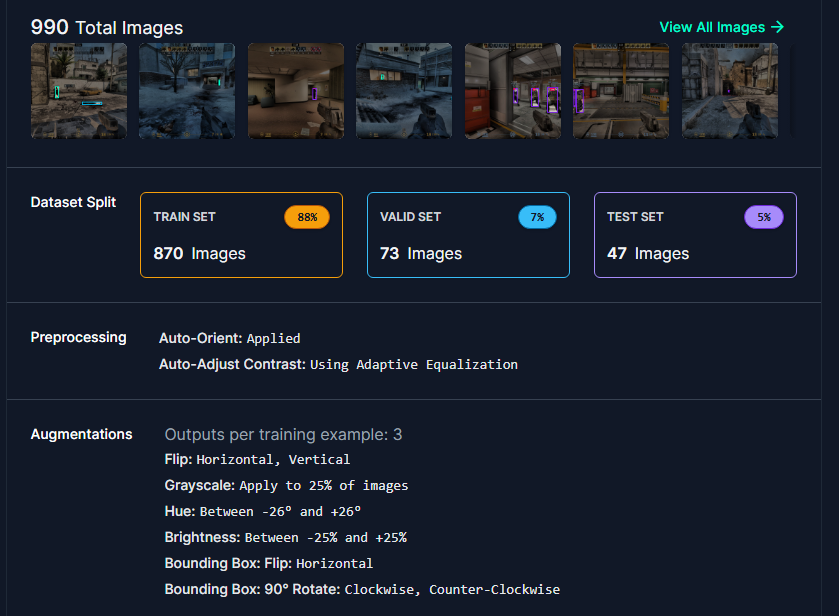 990 Total Images
View All Images →
Dataset Split
TRAIN SET
88%
870 Images
VALID SET
7%
73 Images
TEST SET
5%
47 Images
Preprocessing
Auto-Orient: Applied
Auto-Adjust Contrast: Using Adaptive Equalization
Augmentations
Outputs per training example: 3
Flip: Horizontal, Vertical
Grayscale: Apply to 25% of images
Hue: Between -26° and +26°
Brightness: Between -25% and +25%
Bounding Box: Flip: Horizontal
Bounding Box: 90° Rotate: Clockwise, Counter-Clockwise